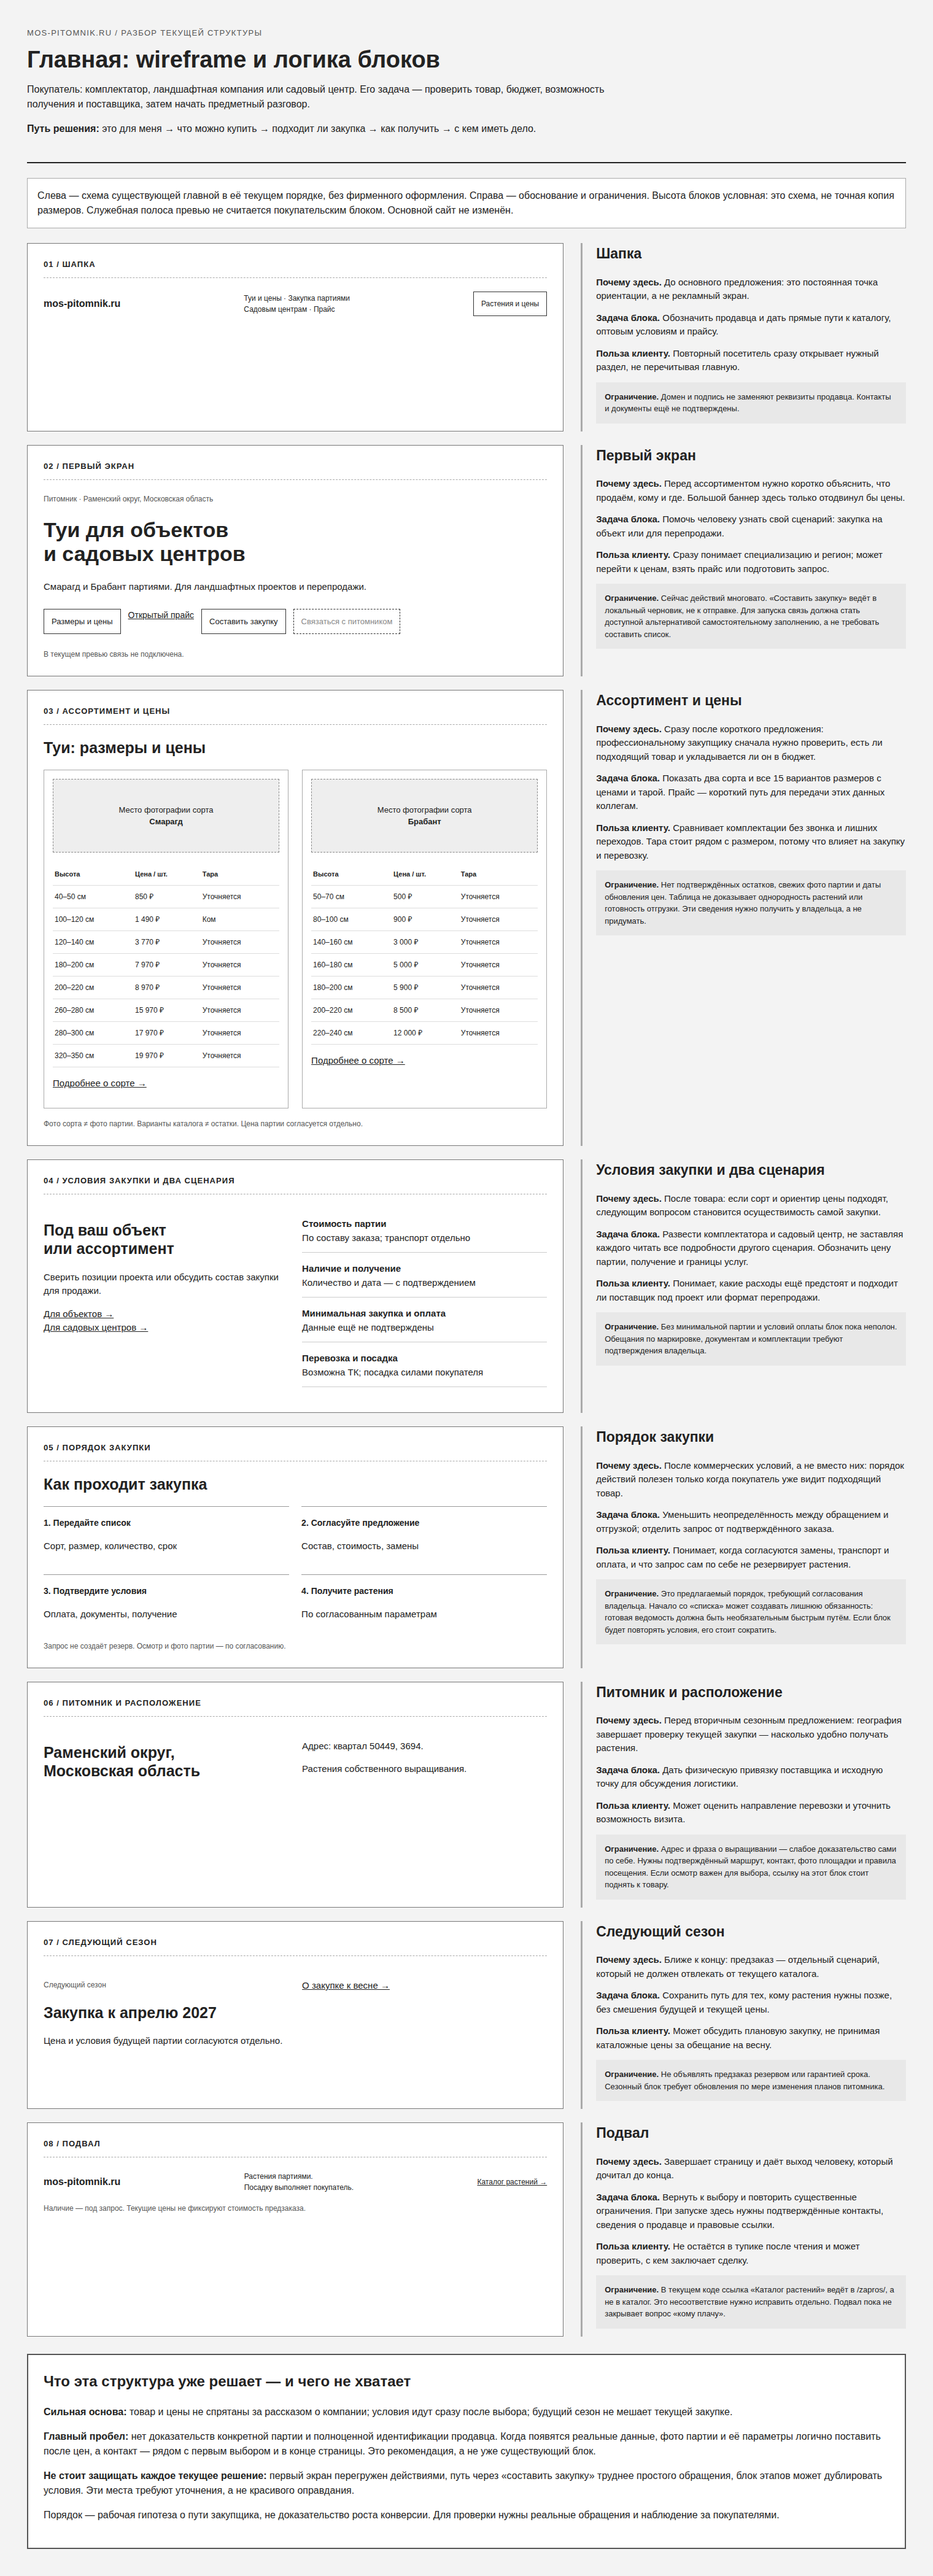 MOS-PITOMNIK.RU / РАЗБОР ТЕКУЩЕЙ СТРУКТУРЫ
Главная: wireframe и логика блоков
Покупатель: комплектатор, ландшафтная компания или садовый центр. Его задача — проверить товар, бюджет, возможность
получения и поставщика, затем начать предметный разговор.
Путь решения: это для меня → что можно купить → подходит ли закупка → как получить → с кем иметь дело.
Слева — схема существующей главной в её текущем порядке, без фирменного оформления. Справа — обоснование и ограничения. Высота блоков условная: это схема, не точная копия
размеров. Служебная полоса превью не считается покупательским блоком. Основной сайт не изменён.
01 / ШАПКА
mos-pitomnik.ru
Туи и цены · Закупка партиями
Садовым центрам · Прайс
Растения и цены
Шапка
Почему здесь. До основного предложения: это постоянная точка
ориентации, а не рекламный экран.
Задача блока. Обозначить продавца и дать прямые пути к каталогу,
оптовым условиям и прайсу.
Польза клиенту. Повторный посетитель сразу открывает нужный
раздел, не перечитывая главную.
Ограничение. Домен и подпись не заменяют реквизиты продавца. Контакты
и документы ещё не подтверждены.
02 / ПЕРВЫЙ ЭКРАН
Питомник · Раменский округ, Московская область
Туи для объектов
и садовых центров
Смарагд и Брабант партиями. Для ландшафтных проектов и перепродажи.
Размеры и цены
Открытый прайс
Составить закупку
Связаться с питомником
В текущем превью связь не подключена.
Первый экран
Почему здесь. Перед ассортиментом нужно коротко объяснить, что
продаём, кому и где. Большой баннер здесь только отодвинул бы цены.
Задача блока. Помочь человеку узнать свой сценарий: закупка на
объект или для перепродажи.
Польза клиенту. Сразу понимает специализацию и регион; может
перейти к ценам, взять прайс или подготовить запрос.
Ограничение. Сейчас действий многовато. «Составить закупку» ведёт в
локальный черновик, не к отправке. Для запуска связь должна стать
доступной альтернативой самостоятельному заполнению, а не требовать
составить список.
03 / АССОРТИМЕНТ И ЦЕНЫ
Туи: размеры и цены
Место фотографии сорта
Смарагд
Высота Цена / шт. Тара
40–50 см 850 ₽ Уточняется
100–120 см 1 490 ₽ Ком
120–140 см 3 770 ₽ Уточняется
180–200 см 7 970 ₽ Уточняется
200–220 см 8 970 ₽ Уточняется
260–280 см 15 970 ₽ Уточняется
280–300 см 17 970 ₽ Уточняется
320–350 см 19 970 ₽ Уточняется
Подробнее о сорте →
Место фотографии сорта
Брабант
Высота Цена / шт. Тара
50–70 см 500 ₽ Уточняется
80–100 см 900 ₽ Уточняется
140–160 см 3 000 ₽ Уточняется
160–180 см 5 000 ₽ Уточняется
180–200 см 5 900 ₽ Уточняется
200–220 см 8 500 ₽ Уточняется
220–240 см 12 000 ₽ Уточняется
Подробнее о сорте →
Фото сорта ≠ фото партии. Варианты каталога ≠ остатки. Цена партии согласуется отдельно.
Ассортимент и цены
Почему здесь. Сразу после короткого предложения:
профессиональному закупщику сначала нужно проверить, есть ли
подходящий товар и укладывается ли он в бюджет.
Задача блока. Показать два сорта и все 15 вариантов размеров с
ценами и тарой. Прайс — короткий путь для передачи этих данных
коллегам.
Польза клиенту. Сравнивает комплектации без звонка и лишних
переходов. Тара стоит рядом с размером, потому что влияет на закупку
и перевозку.
Ограничение. Нет подтверждённых остатков, свежих фото партии и даты
обновления цен. Таблица не доказывает однородность растений или
готовность отгрузки. Эти сведения нужно получить у владельца, а не
придумать.
04 / УСЛОВИЯ ЗАКУПКИ И ДВА СЦЕНАРИЯ
Под ваш объект
или ассортимент
Сверить позиции проекта или обсудить состав закупки
для продажи.
Для объектов →
Для садовых центров →
Стоимость партии
По составу заказа; транспорт отдельно
Наличие и получение
Количество и дата — с подтверждением
Минимальная закупка и оплата
Данные ещё не подтверждены
Перевозка и посадка
Возможна ТК; посадка силами покупателя
Условия закупки и два сценария
Почему здесь. После товара: если сорт и ориентир цены подходят,
следующим вопросом становится осуществимость самой закупки.
Задача блока. Развести комплектатора и садовый центр, не заставляя
каждого читать все подробности другого сценария. Обозначить цену
партии, получение и границы услуг.
Польза клиенту. Понимает, какие расходы ещё предстоят и подходит
ли поставщик под проект или формат перепродажи.
Ограничение. Без минимальной партии и условий оплаты блок пока неполон.
Обещания по маркировке, документам и комплектации требуют
подтверждения владельца.
05 / ПОРЯДОК ЗАКУПКИ
Как проходит закупка
1. Передайте список
Сорт, размер, количество, срок
2. Согласуйте предложение
Состав, стоимость, замены
3. Подтвердите условия
Оплата, документы, получение
4. Получите растения
По согласованным параметрам
Запрос не создаёт резерв. Осмотр и фото партии — по согласованию.
Порядок закупки
Почему здесь. После коммерческих условий, а не вместо них: порядок
действий полезен только когда покупатель уже видит подходящий
товар.
Задача блока. Уменьшить неопределённость между обращением и
отгрузкой; отделить запрос от подтверждённого заказа.
Польза клиенту. Понимает, когда согласуются замены, транспорт и
оплата, и что запрос сам по себе не резервирует растения.
Ограничение. Это предлагаемый порядок, требующий согласования
владельца. Начало со «списка» может создавать лишнюю обязанность:
готовая ведомость должна быть необязательным быстрым путём. Если блок
будет повторять условия, его стоит сократить.
06 / ПИТОМНИК И РАСПОЛОЖЕНИЕ
Раменский округ,
Московская область
Адрес: квартал 50449, 3694.
Растения собственного выращивания.
Питомник и расположение
Почему здесь. Перед вторичным сезонным предложением: география
завершает проверку текущей закупки — насколько удобно получать
растения.
Задача блока. Дать физическую привязку поставщика и исходную
точку для обсуждения логистики.
Польза клиенту. Может оценить направление перевозки и уточнить
возможность визита.
Ограничение. Адрес и фраза о выращивании — слабое доказательство сами
по себе. Нужны подтверждённый маршрут, контакт, фото площадки и правила
посещения. Если осмотр важен для выбора, ссылку на этот блок стоит
поднять к товару.
07 / СЛЕДУЮЩИЙ СЕЗОН
Следующий сезон
Закупка к апрелю 2027
Цена и условия будущей партии согласуются отдельно.
О закупке к весне →
Следующий сезон
Почему здесь. Ближе к концу: предзаказ — отдельный сценарий,
который не должен отвлекать от текущего каталога.
Задача блока. Сохранить путь для тех, кому растения нужны позже,
без смешения будущей и текущей цены.
Польза клиенту. Может обсудить плановую закупку, не принимая
каталожные цены за обещание на весну.
Ограничение. Не объявлять предзаказ резервом или гарантией срока.
Сезонный блок требует обновления по мере изменения планов питомника.
08 / ПОДВАЛ
mos-pitomnik.ru
Растения партиями.
Посадку выполняет покупатель.
Каталог растений →
Наличие — под запрос. Текущие цены не фиксируют стоимость предзаказа.
Подвал
Почему здесь. Завершает страницу и даёт выход человеку, который
дочитал до конца.
Задача блока. Вернуть к выбору и повторить существенные
ограничения. При запуске здесь нужны подтверждённые контакты,
сведения о продавце и правовые ссылки.
Польза клиенту. Не остаётся в тупике после чтения и может
проверить, с кем заключает сделку.
Ограничение. В текущем коде ссылка «Каталог растений» ведёт в /zapros/, а
не в каталог. Это несоответствие нужно исправить отдельно. Подвал пока не
закрывает вопрос «кому плачу».
Что эта структура уже решает — и чего не хватает
Сильная основа: товар и цены не спрятаны за рассказом о компании; условия идут сразу после выбора; будущий сезон не мешает текущей закупке.
Главный пробел: нет доказательств конкретной партии и полноценной идентификации продавца. Когда появятся реальные данные, фото партии и её параметры логично поставить
после цен, а контакт — рядом с первым выбором и в конце страницы. Это рекомендация, а не уже существующий блок.
Не стоит защищать каждое текущее решение: первый экран перегружен действиями, путь через «составить закупку» труднее простого обращения, блок этапов может дублировать
условия. Эти места требуют уточнения, а не красивого оправдания.
Порядок — рабочая гипотеза о пути закупщика, не доказательство роста конверсии. Для проверки нужны реальные обращения и наблюдение за покупателями.